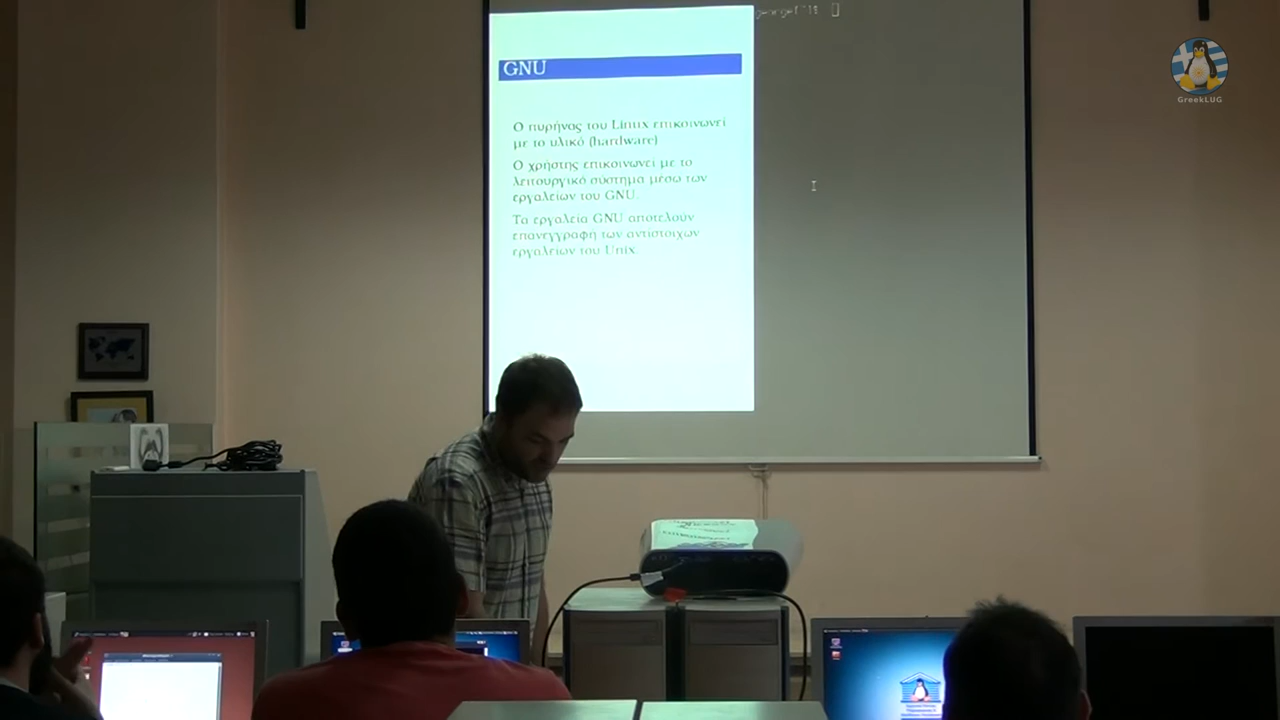 GNU
Ο πυρήνας του Linux επικοινωνεί
με το υλικό (hardware)
Ο χρήστης επικοινωνεί με το
λειτουργικό σύστημα μέσω των
εργαλείων του GNU.
Τα εργαλεία GNU αποτελούν
επανεγγραφή των αντίστοιχων
εργαλείων του Unix.
GreekLUG